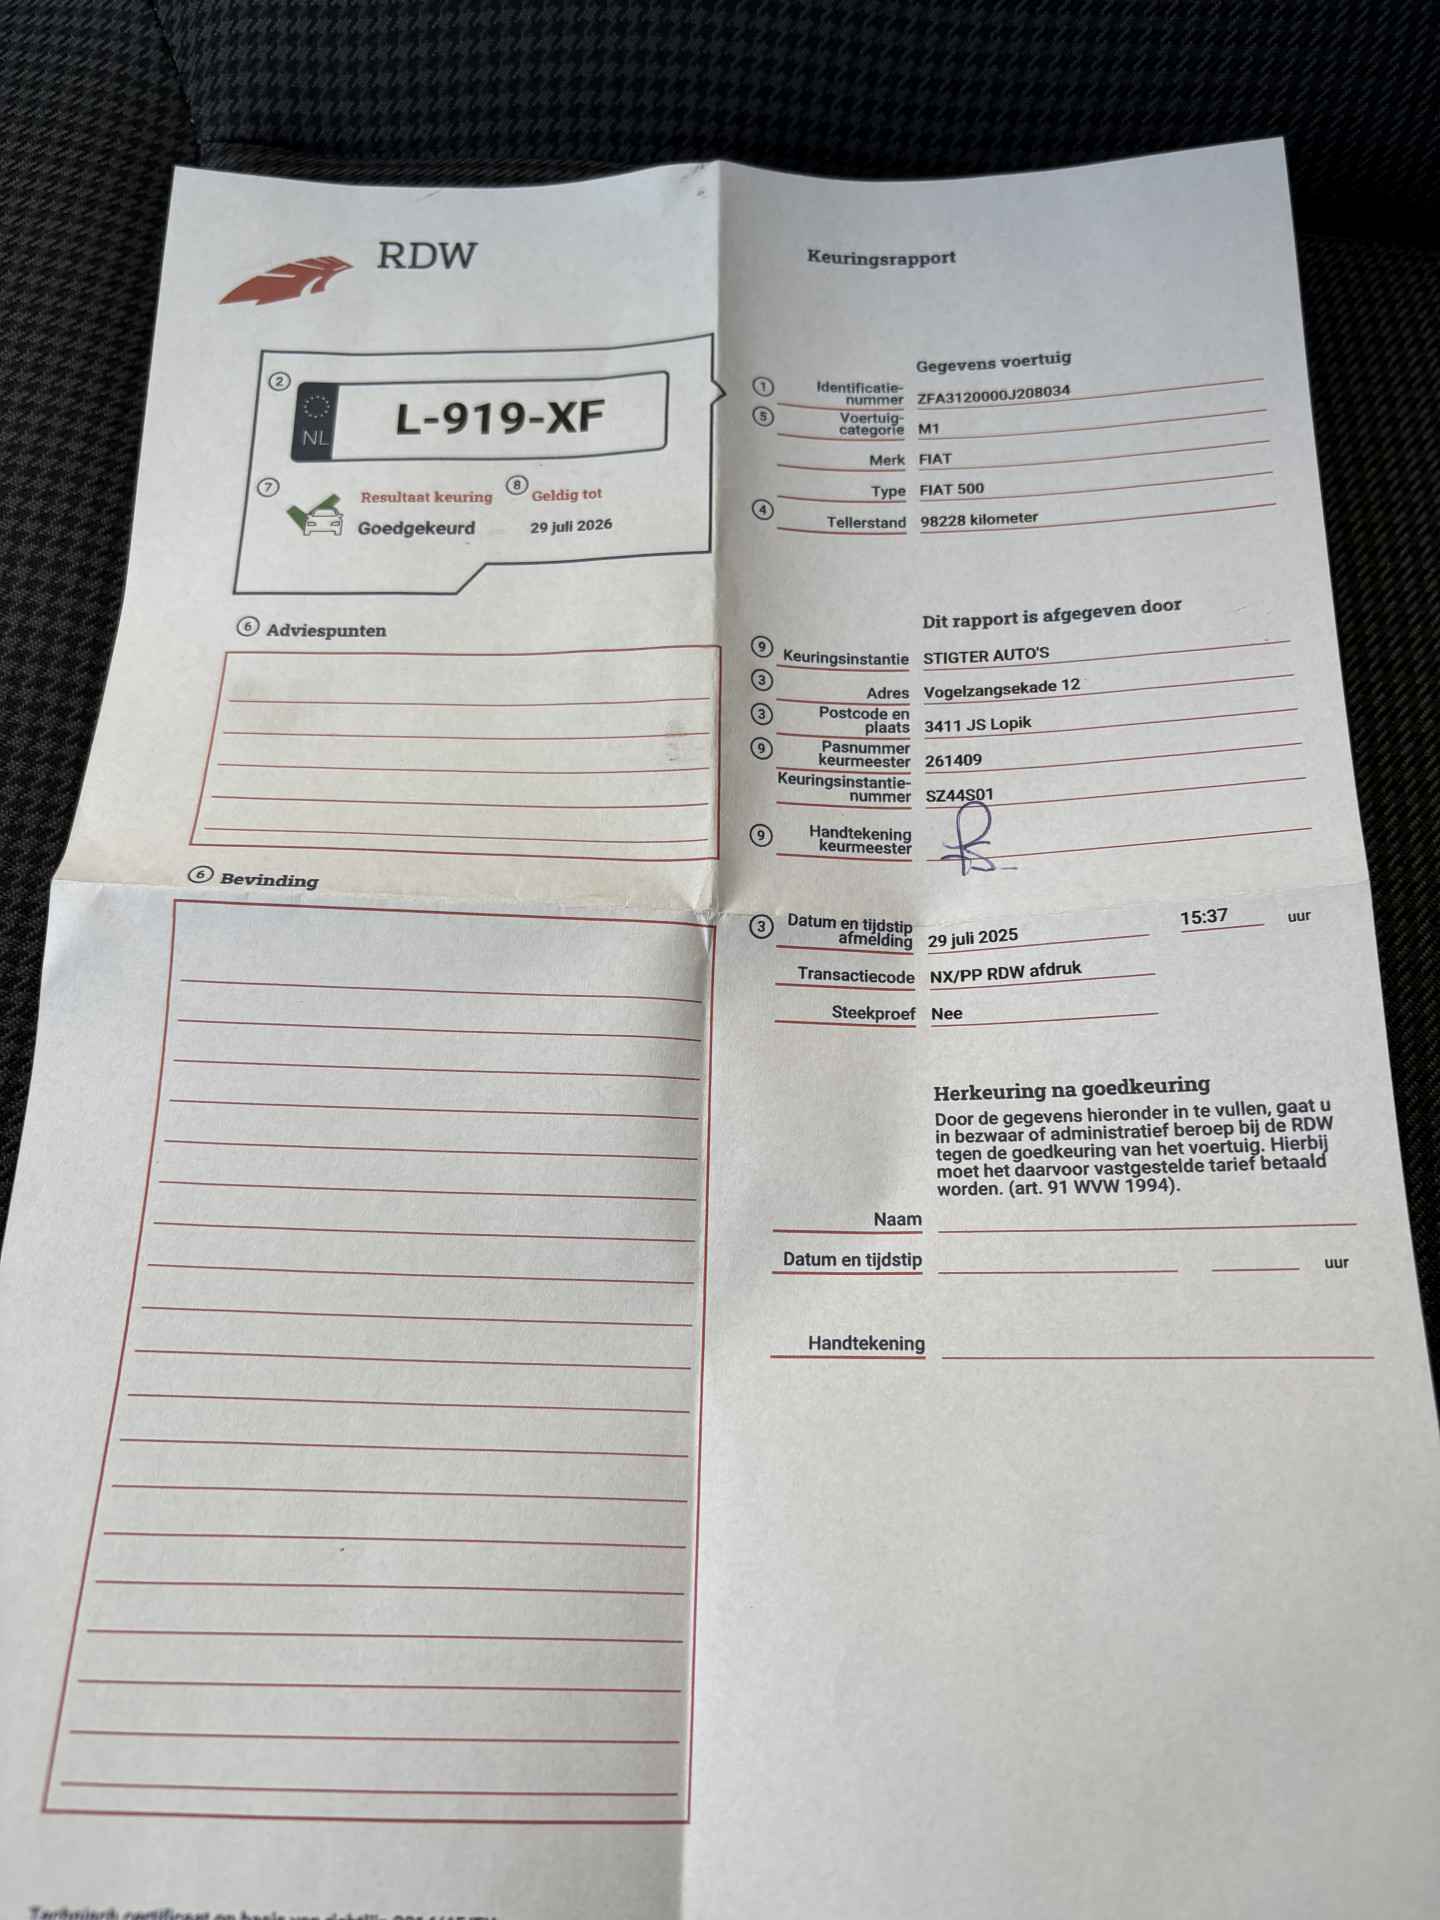 RDW
Keuringsrapport
2
NL
L-919-XF
7
Resultaat keuring
Goedgekeurd
8
Geldig tot
29 juli 2026
6 Adviespunten
6 Bevinding
Gegevens voertuig
1 Identificatie-
nummer ZFA3120000J208034
5 Voertuig-
categorie M1
Merk FIAT
Type FIAT 500
4 Tellerstand 98228 kilometer
Dit rapport is afgegeven door
9 Keuringsinstantie STIGTER AUTO'S
3 Adres Vogelzangsekade 12
3 Postcode en
plaats 3411 JS Lopik
9 Pasnummer
keurmeester 261409
Keuringsinstantie-
nummer SZ44S01
9 Handtekening
keurmeester
3 Datum en tijdstip
afmelding 29 juli 2025 15:37 uur
Transactiecode NX/PP RDW afdruk
Steekproef Nee
Herkeuring na goedkeuring
Door de gegevens hieronder in te vullen, gaat u
in bezwaar of administratief beroep bij de RDW
tegen de goedkeuring van het voertuig. Hierbij
moet het daarvoor vastgestelde tarief betaald
worden. (art. 91 WVW 1994).
Naam
Datum en tijdstip uur
Handtekening